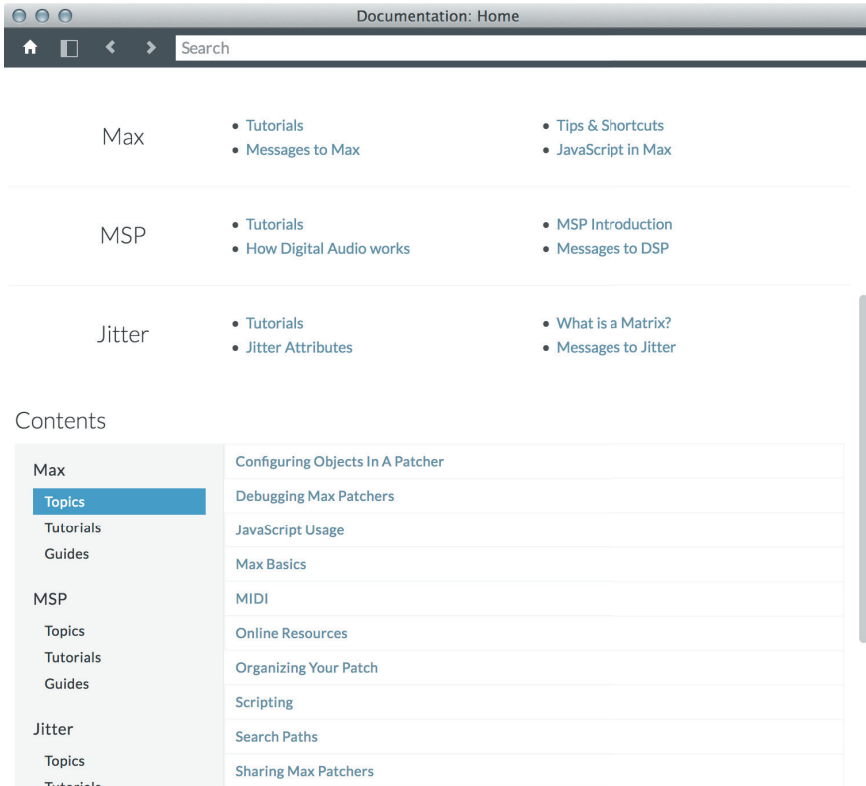 Documentation: Home
Search
Max
Tutorials
Messages to Max
Tips & Shortcuts
JavaScript in Max
MSP
Tutorials
How Digital Audio works
MSP Introduction
Messages to DSP
Jitter
Tutorials
Jitter Attributes
What is a Matrix?
Messages to Jitter
Contents
Max
Topics
Tutorials
Guides
MSP
Topics
Tutorials
Guides
Jitter
Topics
Tutorials
Configuring Objects In A Patcher
Debugging Max Patchers
JavaScript Usage
Max Basics
MIDI
Online Resources
Organizing Your Patch
Scripting
Search Paths
Sharing Max Patchers